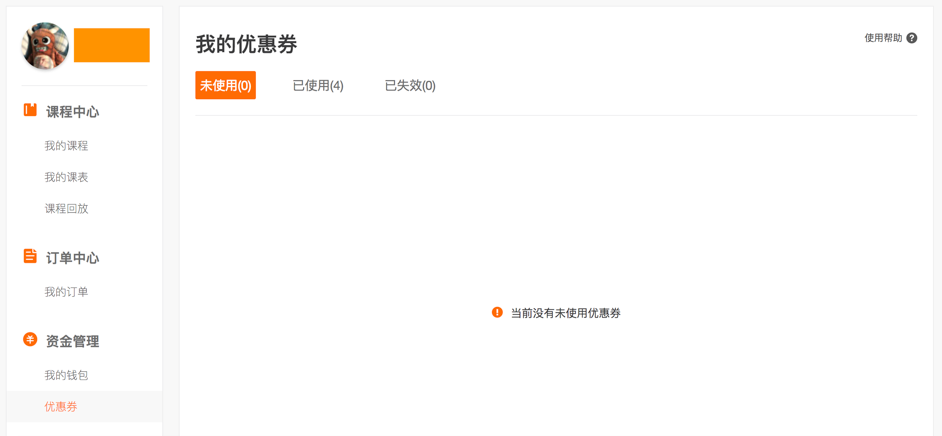 课程中心
我的课程
我的课表
课程回放
订单中心
我的订单
资金管理
我的钱包
优惠券
我的优惠券
使用帮助
未使用(0)
已使用(4)
已失效(0)
当前没有未使用优惠券